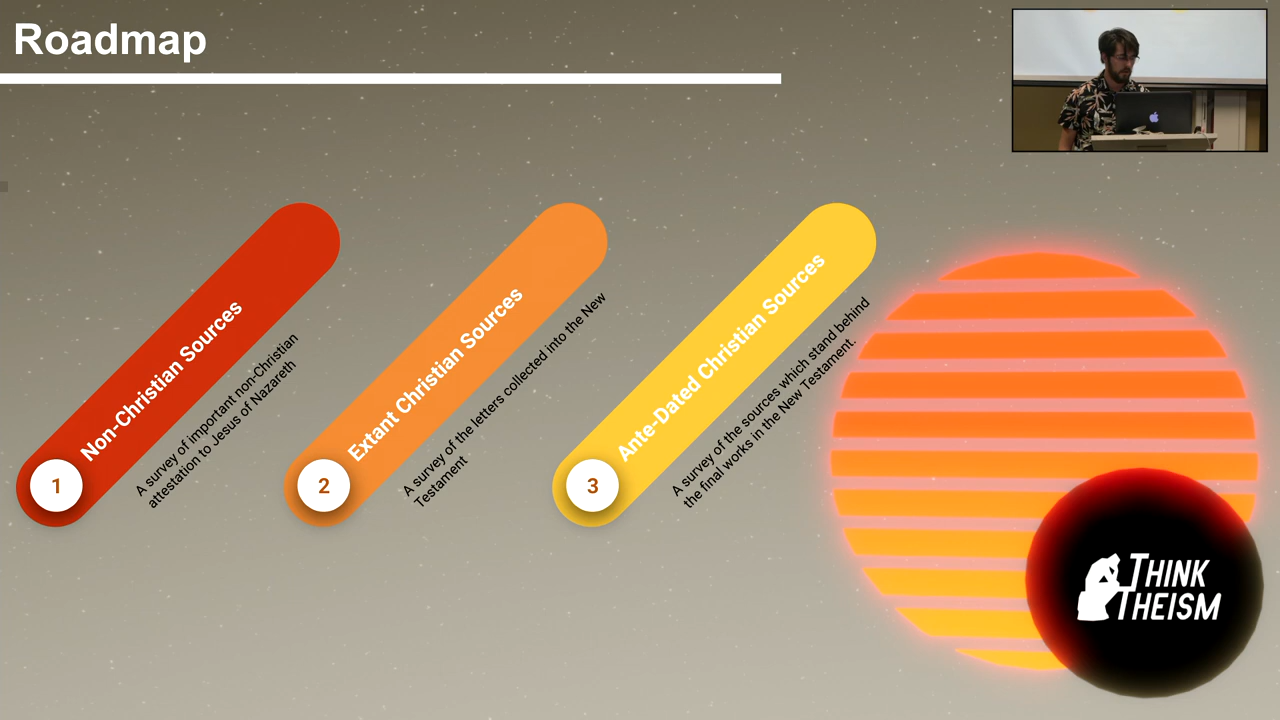 Roadmap
1
Non-Christian Sources
A survey of important non-Christian
attestation to Jesus of Nazareth
2
Extant Christian Sources
A survey of the letters collected into the New
Testament
3
Ante-Dated Christian Sources
A survey of the sources which stand behind
the final works in the New Testament.
THINK
THEISM